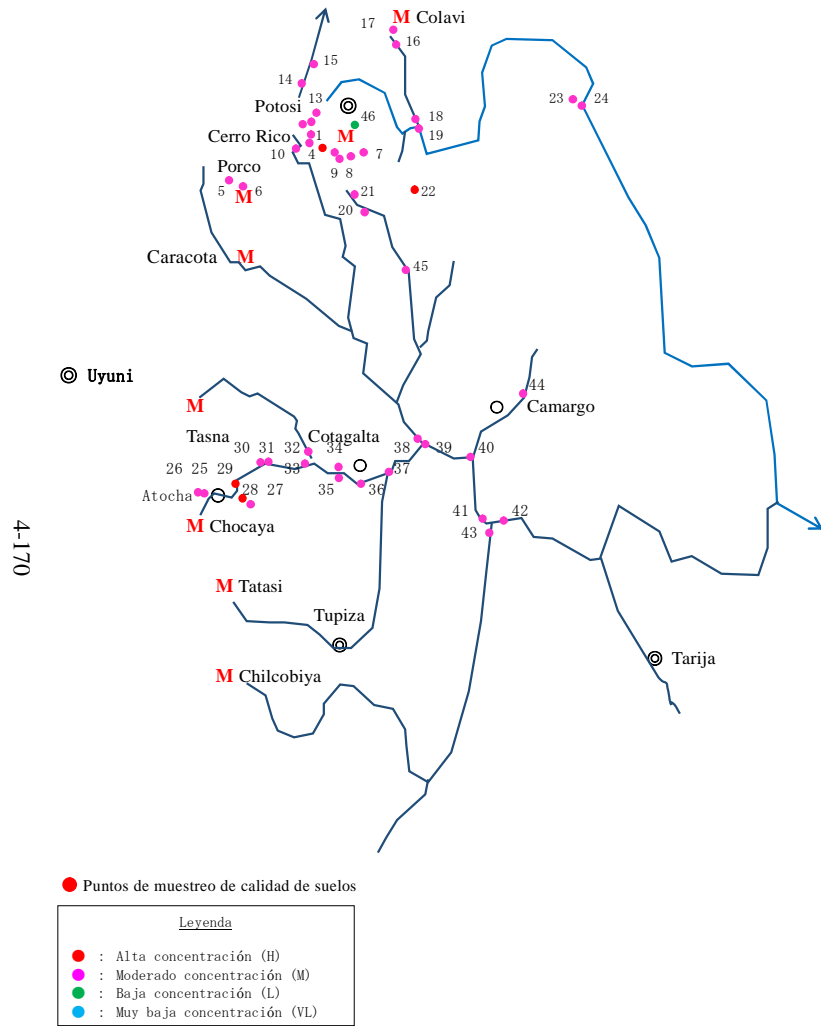 17 M Colavi
16
15
14
13
Potosi
46
18
19
23 24
Cerro Rico 1 M
10 4 9 8 7
Porco
5 M 6
21
20
22
Caracota M
45
Uyuni
M
44
Camargo
Tasna Cotagalta
30 31 32 34 38 39 40
26 25 29 33 37
Atocha 28 27 35 36
M Chocaya
41 42
43
4-170
M Tatasi
Tupiza
Tarija
M Chilcobiya
Puntos de muestreo de calidad de suelos
Leyenda
: Alta concentración (H)
: Moderado concentración (M)
: Baja concentración (L)
: Muy baja concentración (VL)